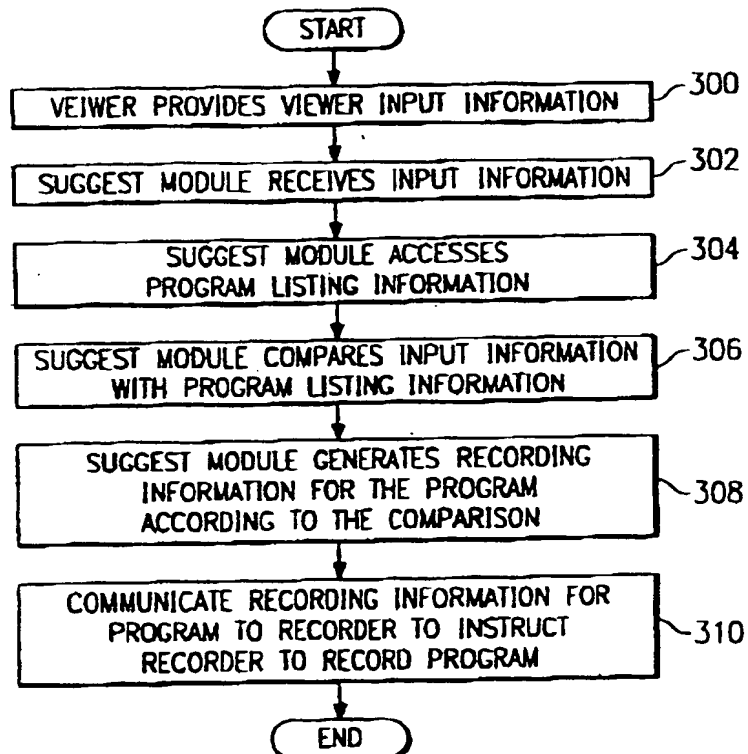 START
VEIWER PROVIDES VIEWER INPUT INFORMATION
300
SUGGEST MODULE RECEIVES INPUT INFORMATION
302
SUGGEST MODULE ACCESSES
PROGRAM LISTING INFORMATION
304
SUGGEST MODULE COMPARES INPUT INFORMATION
WITH PROGRAM LISTING INFORMATION
306
SUGGEST MODULE GENERATES RECORDING
INFORMATION FOR THE PROGRAM
ACCORDING TO THE COMPARISON
308
COMMUNICATE RECORDING INFORMATION FOR
PROGRAM TO RECORDER TO INSTRUCT
RECORDER TO RECORD PROGRAM
310
END